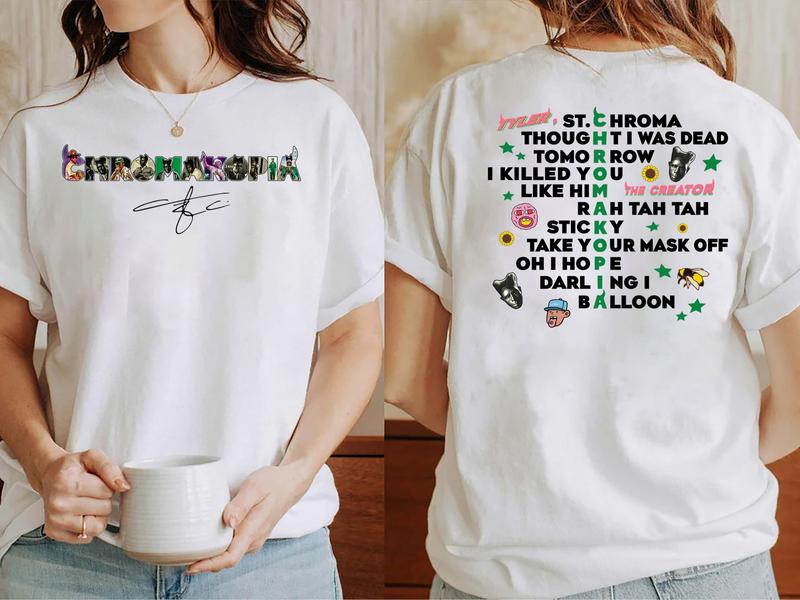 CHROMAKOPIA
TYLER, ST. CHROMA
THOUGHT I WAS DEAD
TOMORROW
I KILLED YOU
LIKE HIM THE CREATOR
RAH TAH TAH
STICKY
TAKE YOUR MASK OFF
OH I HOPE
DARLING I
BALLOON